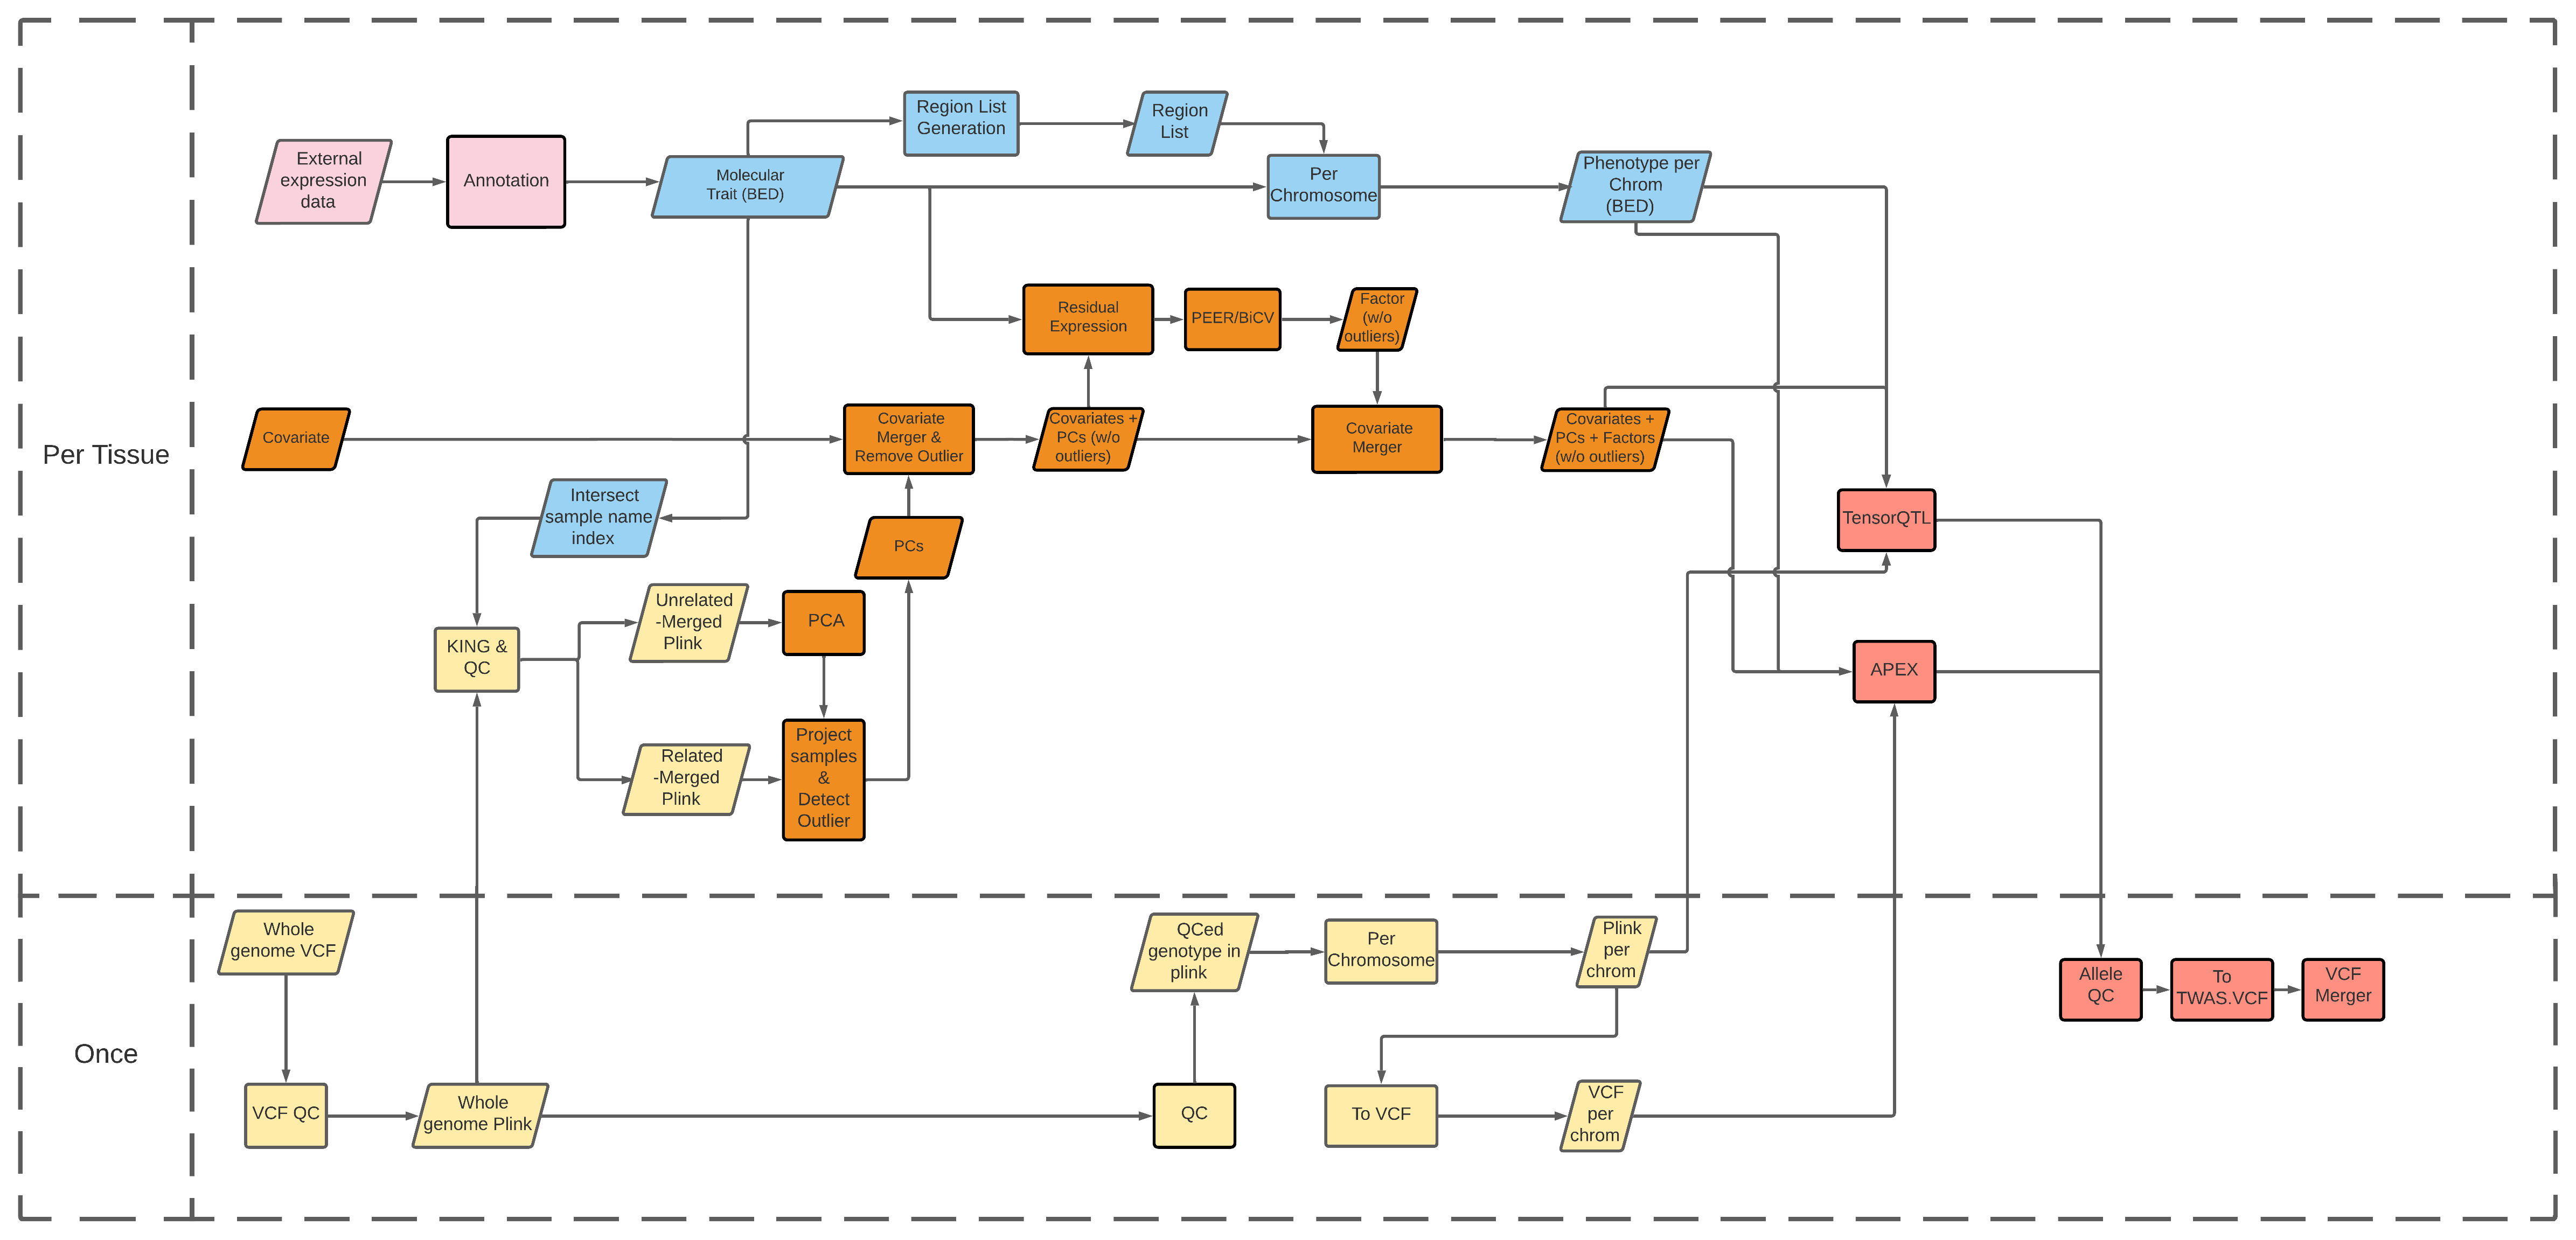 Per Tissue
External
expression
data
Annotation
Molecular
Trait (BED)
Region List
Generation
Region
List
Per
Chromosome
Phenotype per
Chrom
(BED)
Residual
Expression
PEER/BiCV
Factor
(w/o
outliers)
Covariate
Covariate
Merger &
Remove Outlier
Covariates +
PCs (w/o
outliers)
Covariate
Merger
Covariates +
PCs + Factors
(w/o outliers)
Intersect
sample name
index
PCs
TensorQTL
KING &
QC
Unrelated
-Merged
Plink
PCA
APEX
Related
-Merged
Plink
Project
samples
&
Detect
Outlier
Once
Whole
genome VCF
QCed
genotype in
plink
Per
Chromosome
Plink
per
chrom
Allele
QC
To
TWAS.VCF
VCF
Merger
VCF QC
Whole
genome Plink
QC
To VCF
VCF
per
chrom